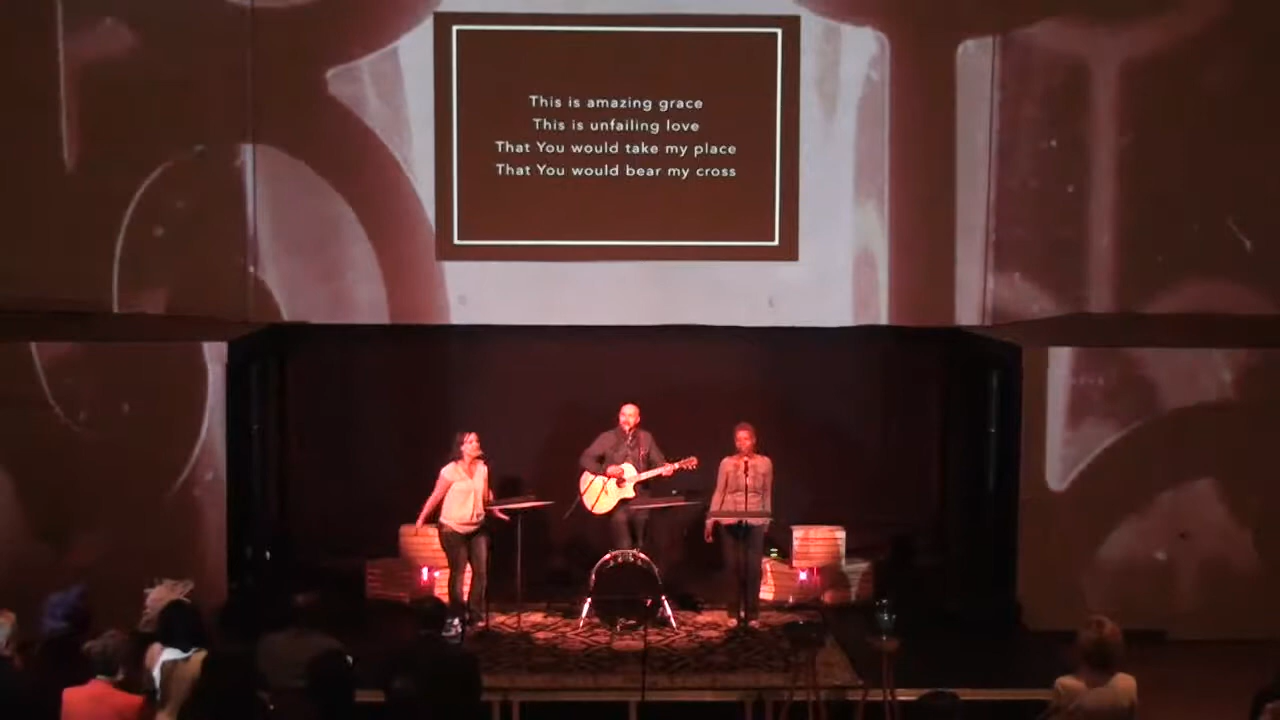 This is amazing grace
This is unfailing love
That You would take my place
That You would bear my cross